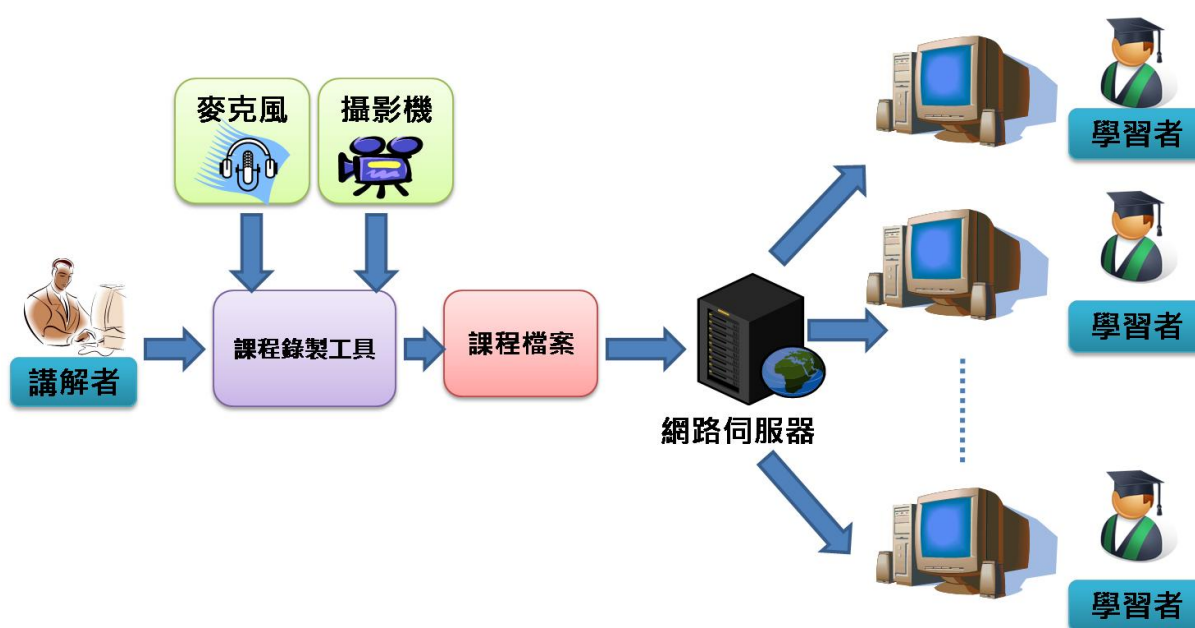 麥克風
攝影機
學習者
講解者
課程錄製工具
課程檔案
網路伺服器
學習者
學習者